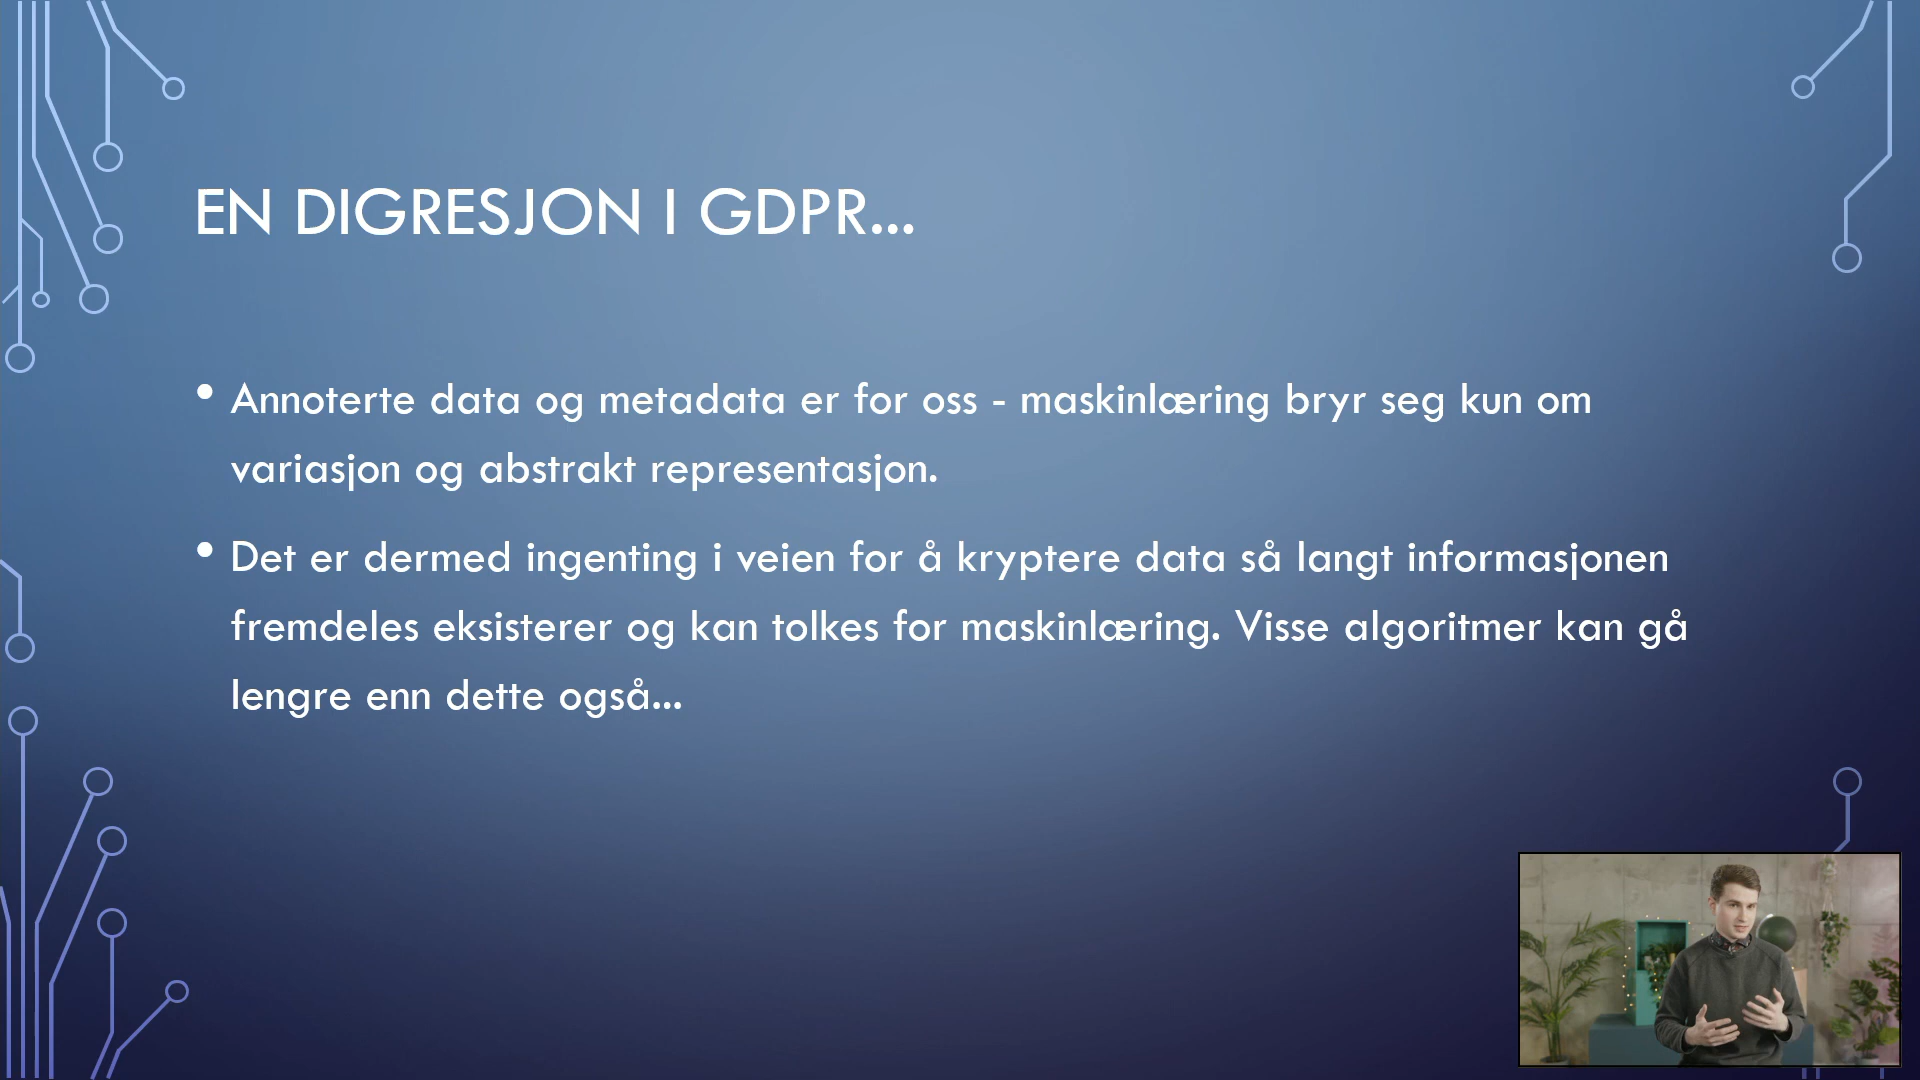 EN DIGRESJON I GDPR...
• Annoterte data og metadata er for oss - maskinlæring bryr seg kun om
variasjon og abstrakt representasjon.
• Det er dermed ingenting i veien for å kryptere data så langt informasjonen
fremdeles eksisterer og kan tolkes for maskinlæring. Visse algoritmer kan gå
lengre enn dette også...